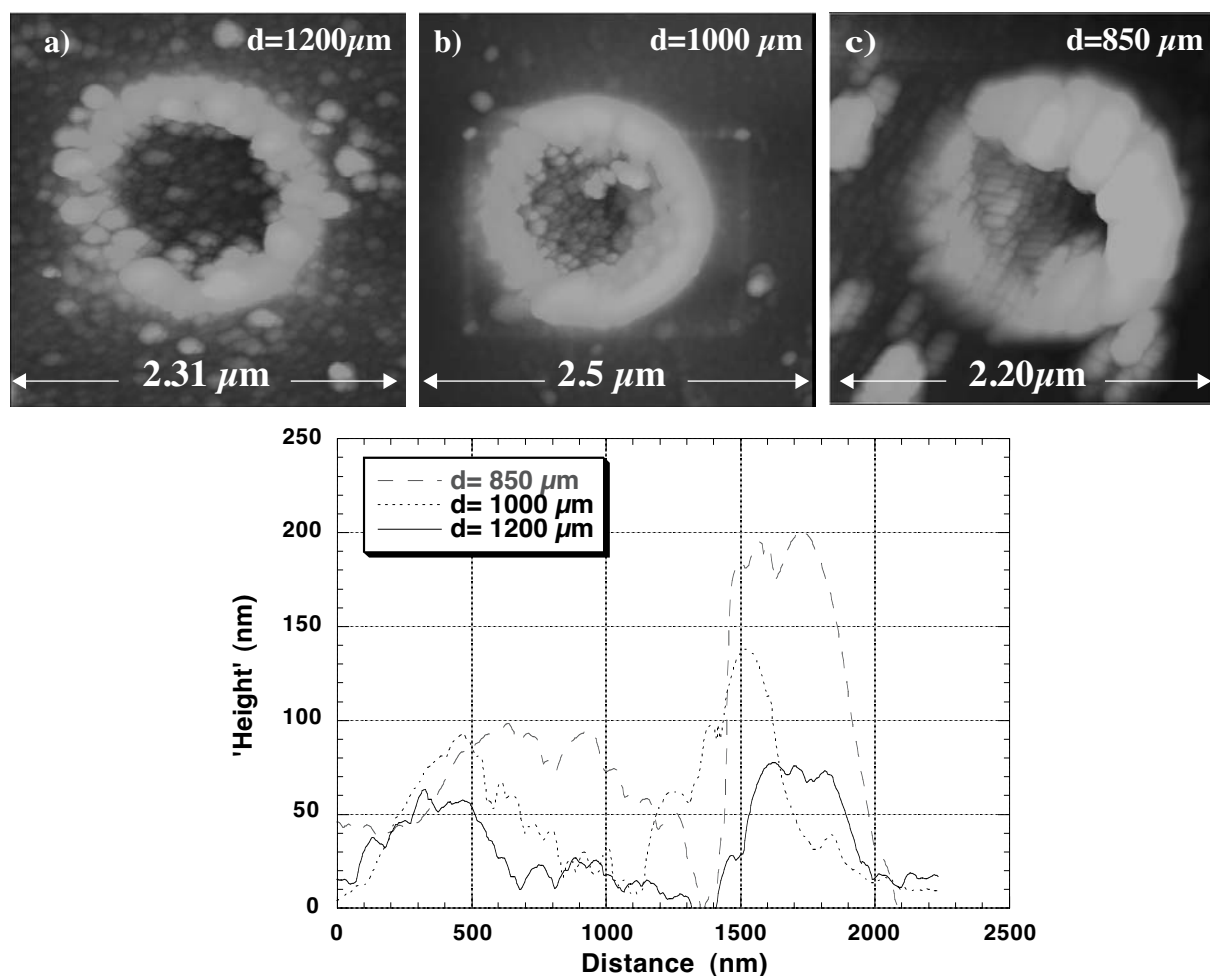 a) d=1200µm
b) d=1000 µm
c) d=850 µm
2.31 µm
2.5 µm
2.20µm
250
200
150
100
50
0
'Height' (nm)
d= 850 µm
d= 1000 µm
d= 1200 µm
0 500 1000 1500 2000 2500
Distance (nm)